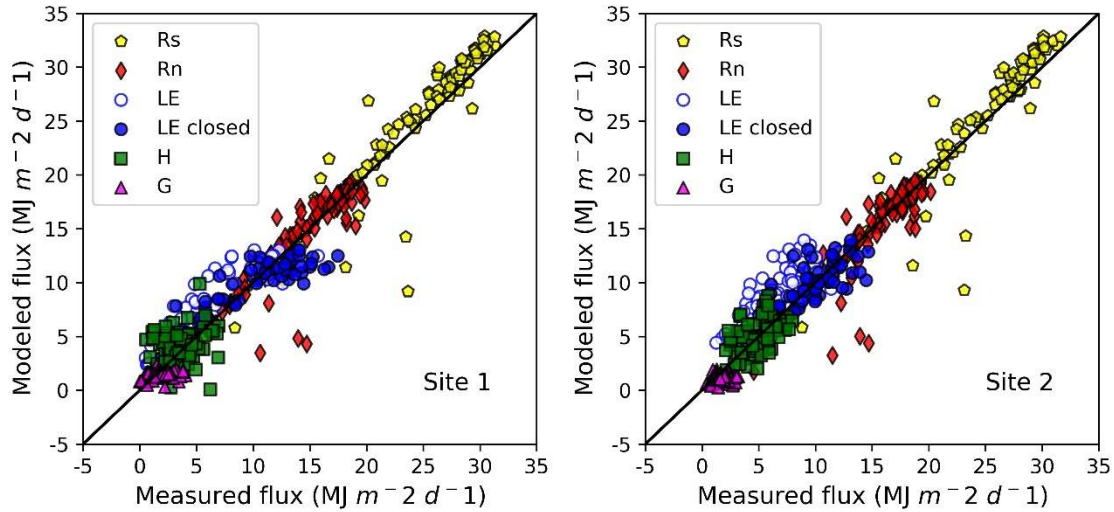 35
30
25
20
15
10
5
0
-5
Modeled flux (MJ m−2 d−1)
Rs
Rn
LE
LE closed
H
G
Site 1
-5 0 5 10 15 20 25 30 35
Measured flux (MJ m−2 d−1)
35
30
25
20
15
10
5
0
-5
Modeled flux (MJ m−2 d−1)
Rs
Rn
LE
LE closed
H
G
Site 2
-5 0 5 10 15 20 25 30 35
Measured flux (MJ m−2 d−1)